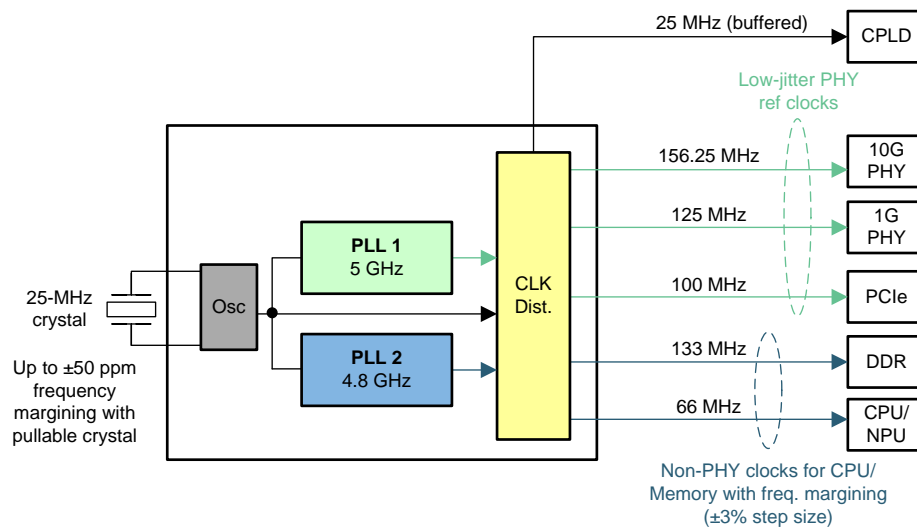 25 MHz (buffered)
CPLD
Low-jitter PHY
ref clocks
156.25 MHz
10G
PHY
125 MHz
1G
PHY
PLL 1
5 GHz
CLK
Dist.
25-MHz
crystal
Osc
100 MHz
PCIe
133 MHz
DDR
PLL 2
4.8 GHz
Up to ±50 ppm
frequency
margining with
pullable crystal
66 MHz
CPU/
NPU
Non-PHY clocks for CPU/
Memory with freq. margining
(±3% step size)